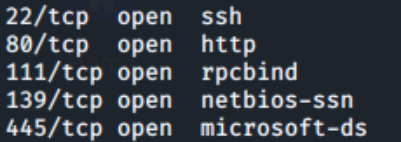 22/tcp open ssh
80/tcp open http
111/tcp open rpcbind
139/tcp open netbios-ssn
445/tcp open microsoft-ds